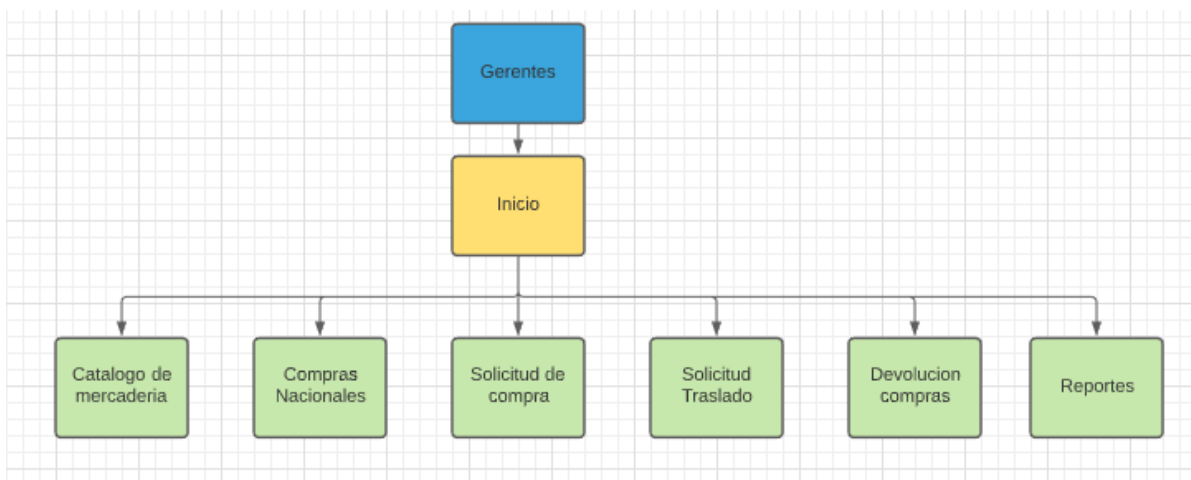 Gerentes
Inicio
Catalogo de
mercaderia
Compras
Nacionales
Solicitud de
compra
Solicitud
Traslado
Devolucion
compras
Reportes